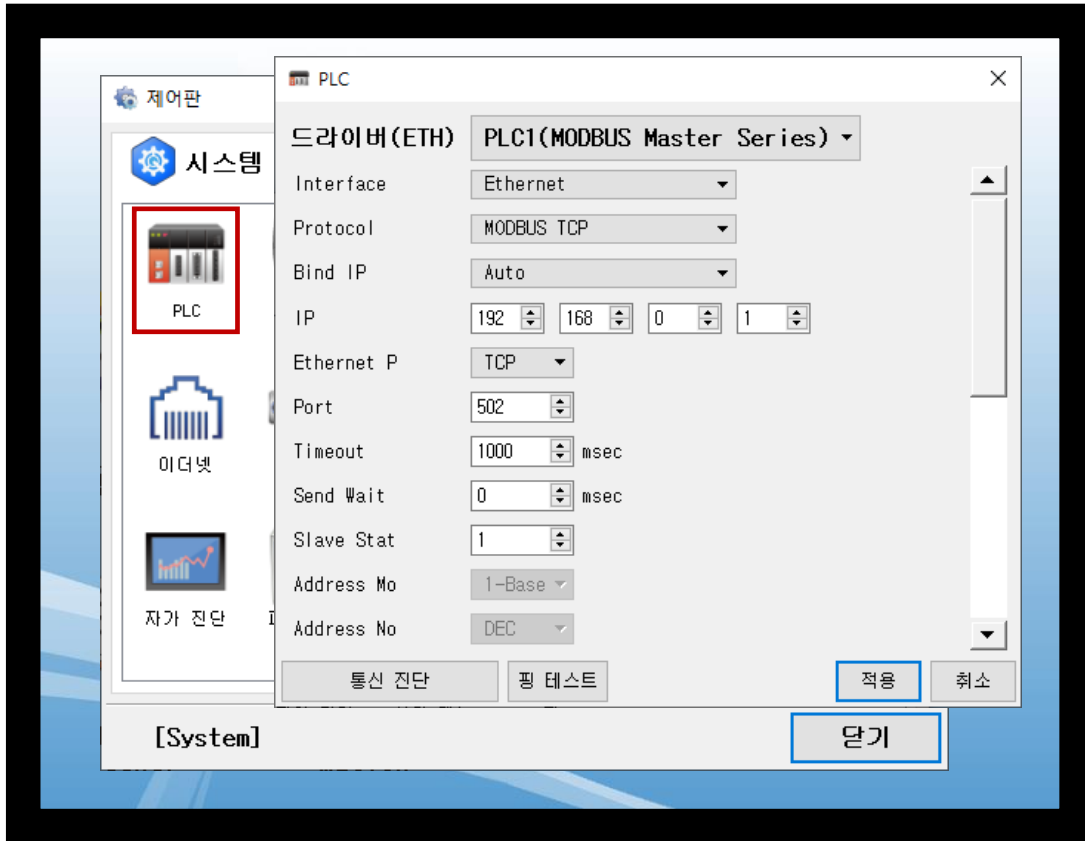 제어판
시스템
PLC
이더넷
자가 진단
[System]
닫기
PLC
드라이버(ETH) PLC1(MODBUS Master Series)
Interface Ethernet
Protocol MODBUS TCP
Bind IP Auto
IP 192 168 0 1
Ethernet P TCP
Port 502
Timeout 1000 msec
Send Wait 0 msec
Slave Stat 1
Address Mo 1-Base
Address No DEC
통신 진단 핑 테스트 적용 취소